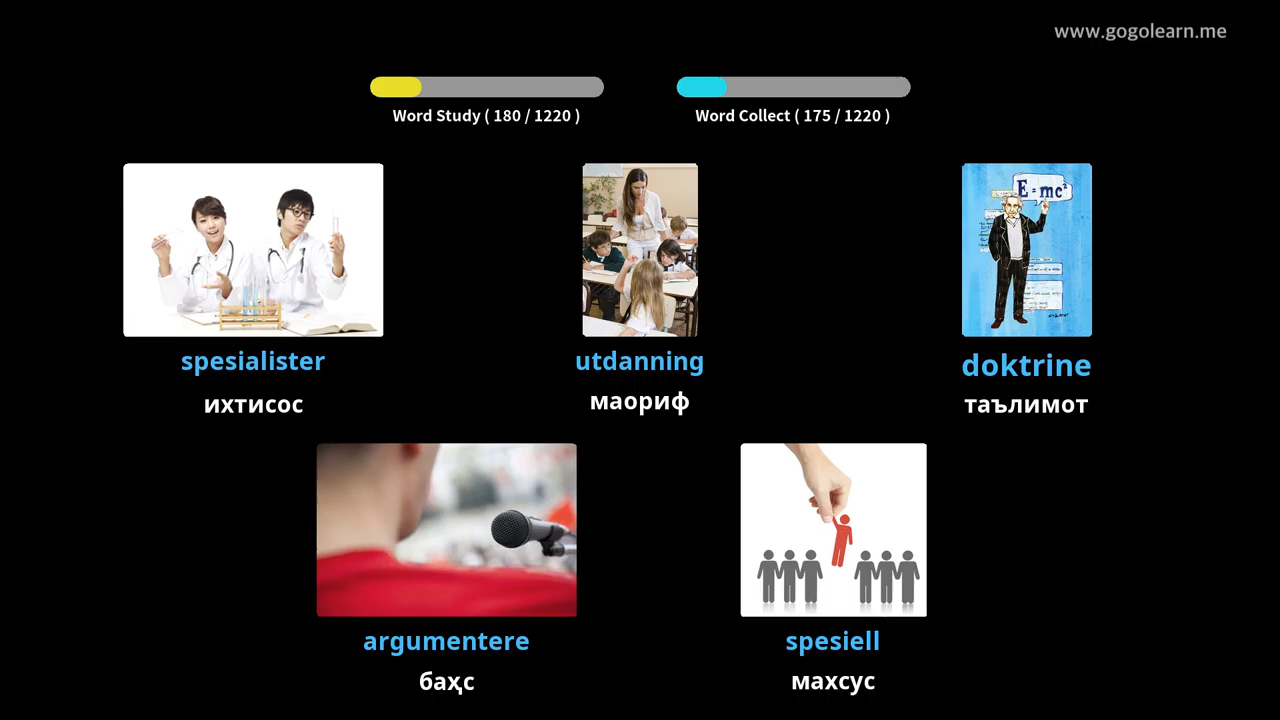 www.gogolearn.me
Word Study ( 180 / 1220 )
Word Collect ( 175 / 1220 )
E = mc²
spesialister
utdanning
doktrine
ихтисос
маориф
таълимот
argumentere
spesiell
баҳс
махсус